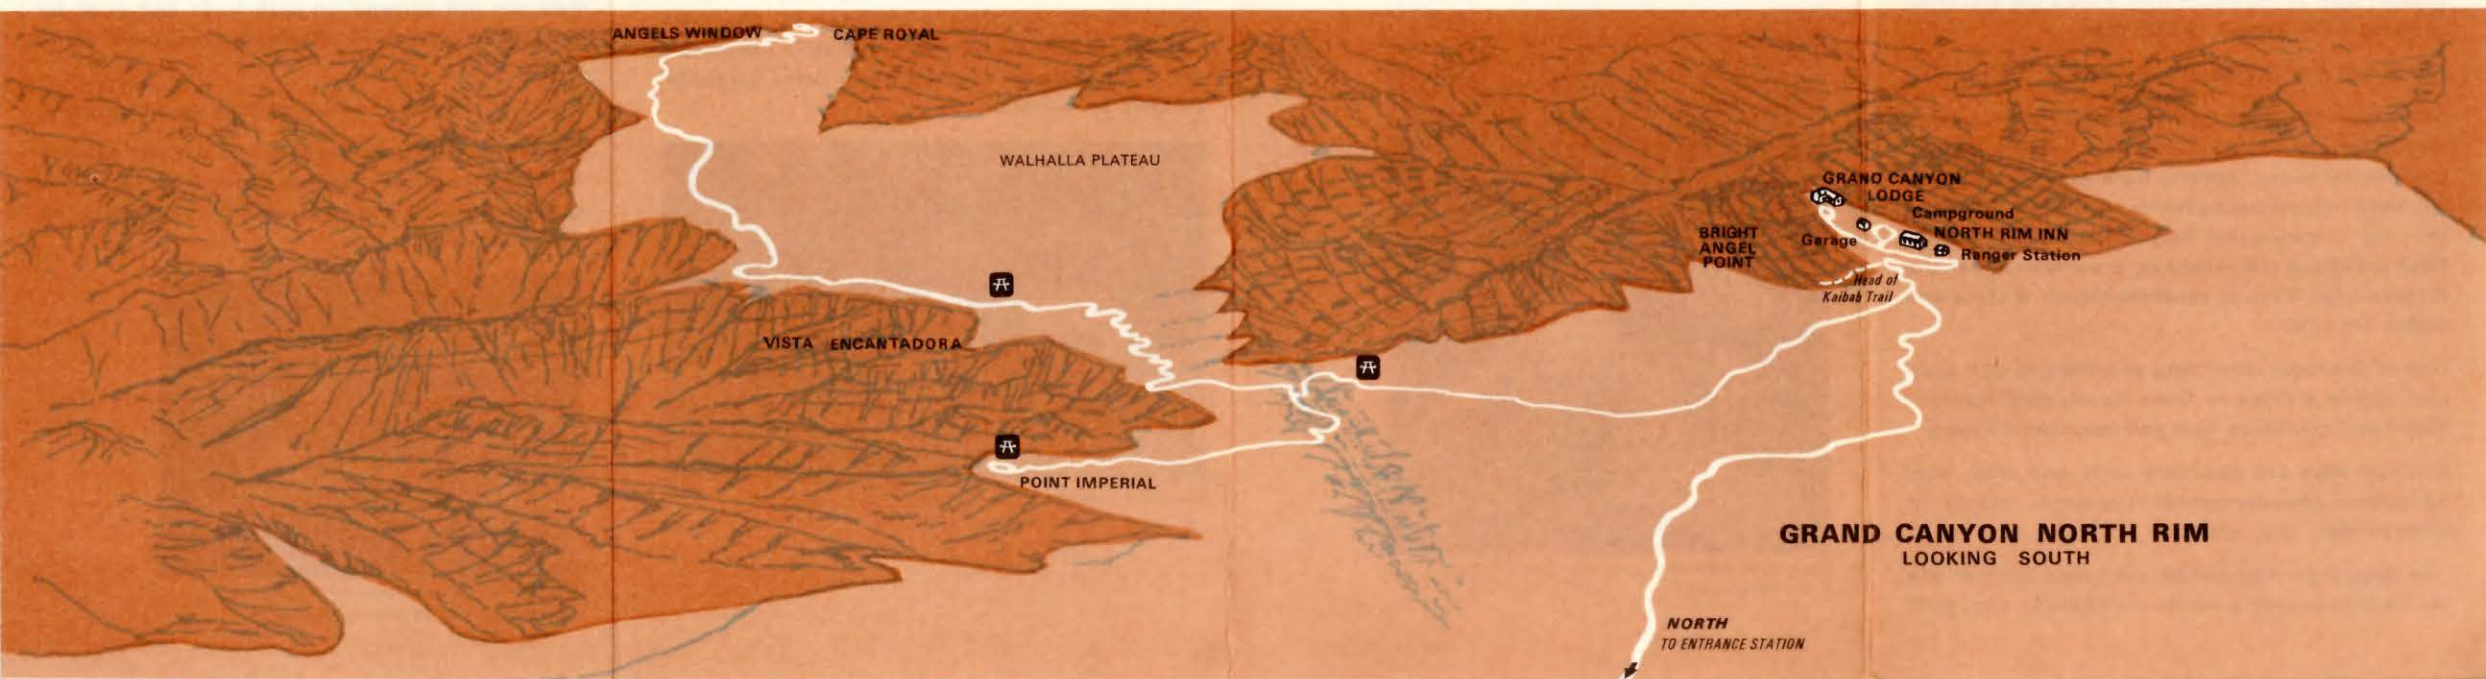 ANGELS WINDOW
CAPE ROYAL
WALHALLA PLATEAU
GRAND CANYON
LODGE
Campground
NORTH RIM INN
Garage
Ranger Station
BRIGHT
ANGEL
POINT
Head of
Kaibab Trail
VISTA ENCANTADORA
POINT IMPERIAL
GRAND CANYON NORTH RIM
LOOKING SOUTH
NORTH
TO ENTRANCE STATION